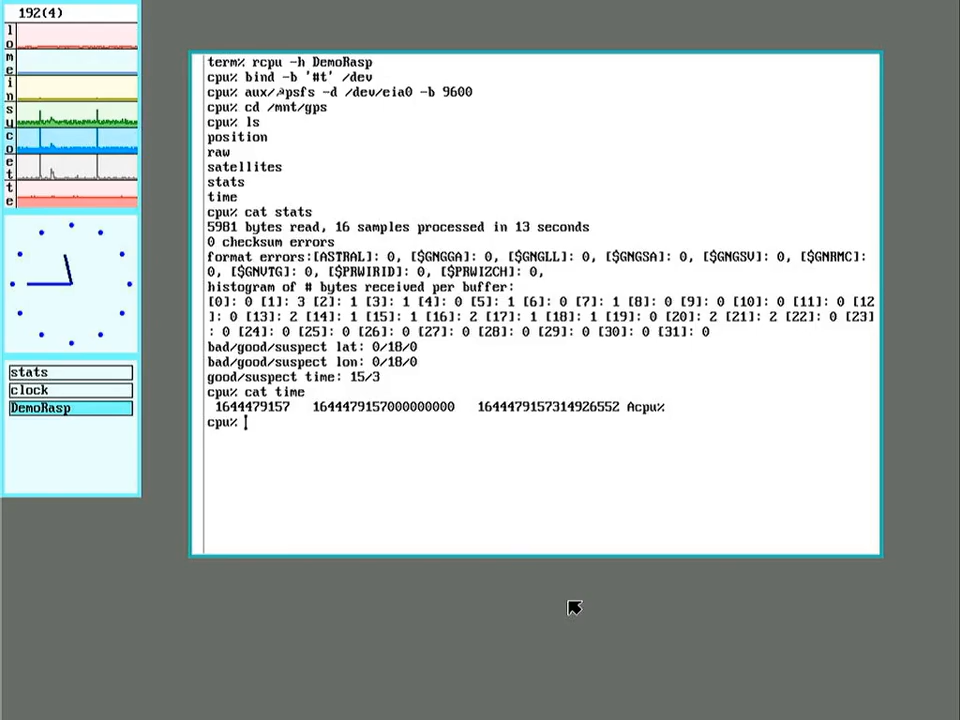 192(4)
lo
me
in
sy
co
et
te
stats
clock
DemoRasp
term% rcpu -h DemoRasp
cpu% bind -b '#t' /dev
cpu% aux/☭psfs -d /dev/eia0 -b 9600
cpu% cd /mnt/gps
cpu% ls
position
raw
satellites
stats
time
cpu% cat stats
5981 bytes read, 16 samples processed in 13 seconds
0 checksum errors
format errors:[ASTRAL]: 0, [$GNGGA]: 0, [$GNGLL]: 0, [$GNGSA]: 0, [$GNGSV]: 0, [$GNRMC]:
0, [$GNVTG]: 0, [$PRWIRID]: 0, [$PRWIZCH]: 0,
histogram of # bytes received per buffer:
[0]: 0 [1]: 3 [2]: 1 [3]: 1 [4]: 0 [5]: 1 [6]: 0 [7]: 1 [8]: 0 [9]: 0 [10]: 0 [11]: 0 [12
]: 0 [13]: 2 [14]: 1 [15]: 1 [16]: 2 [17]: 1 [18]: 1 [19]: 0 [20]: 2 [21]: 2 [22]: 0 [23]
: 0 [24]: 0 [25]: 0 [26]: 0 [27]: 0 [28]: 0 [29]: 0 [30]: 0 [31]: 0
bad/good/suspect lat: 0/18/0
bad/good/suspect lon: 0/18/0
good/suspect time: 15/3
cpu% cat time
1644479157 1644479157000000000 1644479157314926552 Acpu%
cpu%